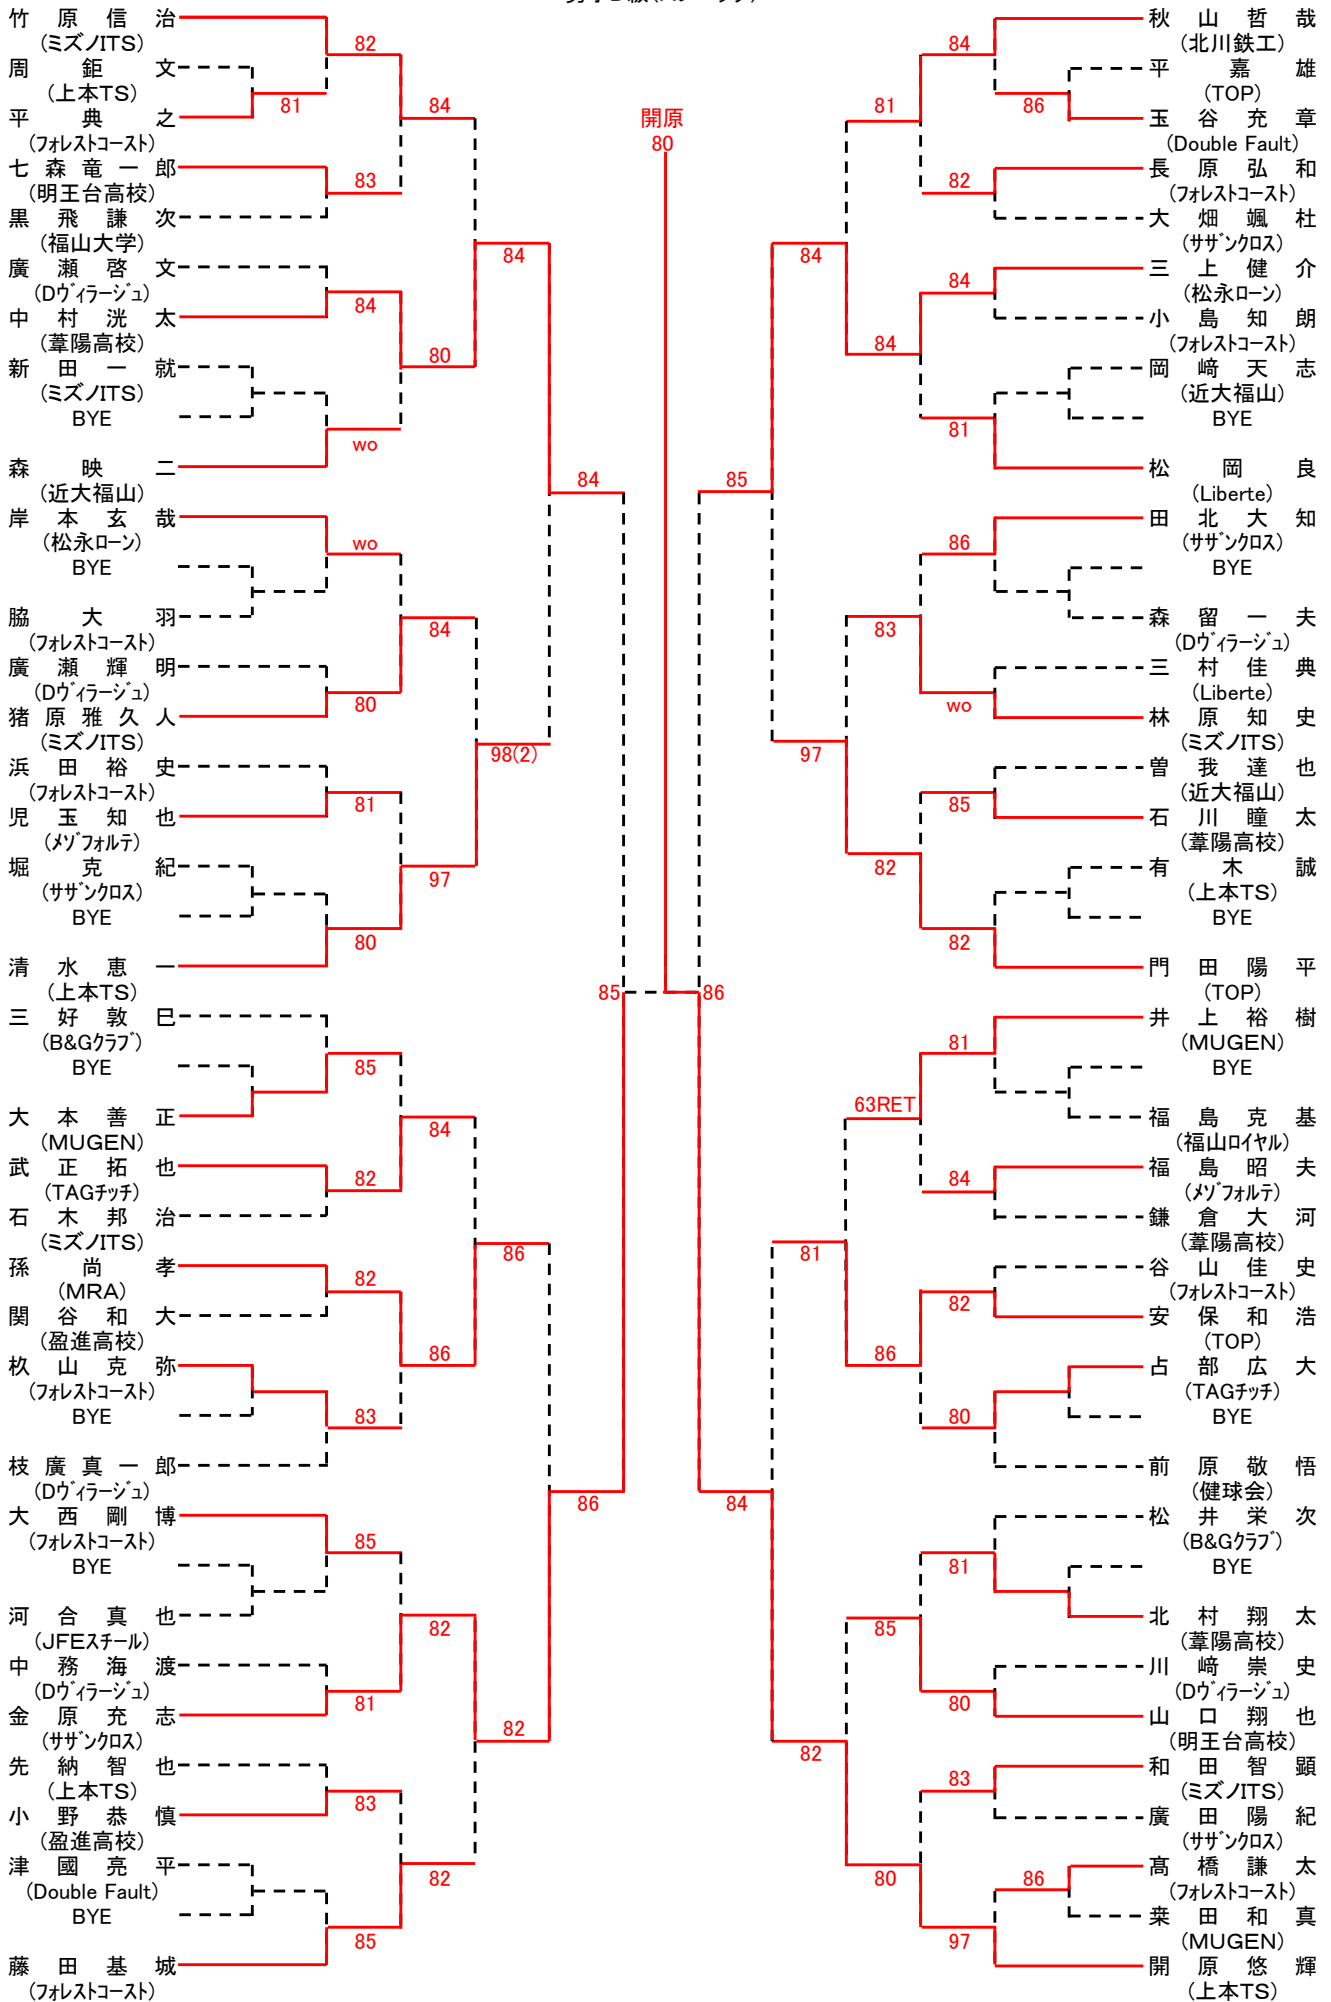 竹原信治
(ミズノITS)
82
周鉅文
(上本TS)
81
平典之
(フォレストコースト)
84
七森竜一郎
(明王台高校)
83
黒飛謙次
(福山大学)
84
廣瀬啓文
(Dヴィラージュ)
84
中村洸太
(葦陽高校)
80
新田一就
(ミズノITS)
BYE
wo
森映二
(近大福山)
84
岸本玄哉
(松永ローン)
wo
BYE
脇大羽
(フォレストコースト)
84
廣瀬輝明
(Dヴィラージュ)
80
猪原雅久人
(ミズノITS)
98(2)
浜田裕史
(フォレストコースト)
81
児玉知也
(メゾフォルテ)
97
堀克紀
(サザンクロス)
BYE
80
清水恵一
(上本TS)
85
三好敦巳
(B&Gクラブ)
BYE
85
大本善正
(MUGEN)
84
武正拓也
(TAGチッチ)
82
石木邦治
(ミズノITS)
86
孫尚孝
(MRA)
82
関谷和大
(盈進高校)
86
杦山克弥
(フォレストコースト)
BYE
83
枝廣真一郎
(Dヴィラージュ)
86
大西剛博
(フォレストコースト)
85
BYE
河合真也
(JFEスチール)
82
中務海渡
(Dヴィラージュ)
81
金原充志
(サザンクロス)
82
先納智也
(上本TS)
83
小野恭慎
(盈進高校)
82
津國亮平
(Double Fault)
BYE
85
藤田基城
(フォレストコースト)
開原
80
秋山哲哉
(北川鉄工)
84
平嘉雄
(TOP)
86
玉谷充章
(Double Fault)
81
長原弘和
(フォレストコースト)
82
大畑颯杜
(サザンクロス)
84
三上健介
(松永ローン)
84
小島知朗
(フォレストコースト)
84
岡﨑天志
(近大福山)
BYE
81
松岡良
(Liberte)
85
田北大知
(サザンクロス)
86
BYE
森留一夫
(Dヴィラージュ)
83
三村佳典
(Liberte)
wo
林原知史
(ミズノITS)
97
曽我達也
(近大福山)
85
石川瞳太
(葦陽高校)
82
有木誠
(上本TS)
BYE
82
門田陽平
(TOP)
86
井上裕樹
(MUGEN)
81
BYE
63RET
福島克基
(福山ロイヤル)
福島昭夫
(メゾフォルテ)
84
鎌倉大河
(葦陽高校)
81
谷山佳史
(フォレストコースト)
82
安保和浩
(TOP)
86
占部広大
(TAGチッチ)
BYE
80
前原敬悟
(健球会)
84
松井栄次
(B&Gクラブ)
BYE
81
北村翔太
(葦陽高校)
85
川﨑崇史
(Dヴィラージュ)
80
山口翔也
(明王台高校)
82
和田智顕
(ミズノITS)
83
廣田陽紀
(サザンクロス)
髙橋謙太
(フォレストコースト)
86
80
桒田和真
(MUGEN)
97
開原悠輝
(上本TS)